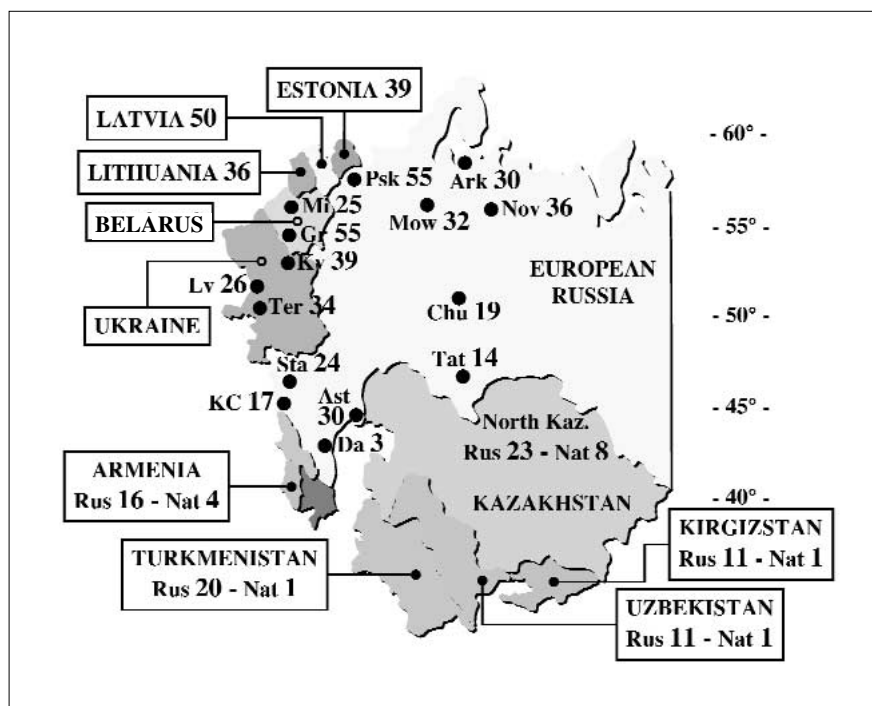 ESTONIA 39
LATVIA 50
- 60° -
LITHUANIA 36
Psk 55
Ark 30
Mi 25
Mow 32
Nov 36
BELARUS
- 55° -
Gr 55
Ky 39
EUROPEAN
RUSSIA
Lv 26
Ter 34
Chu 19
UKRAINE
- 50° -
Sta 24
Tat 14
KC 17
Ast
30
- 45° -
North Kaz.
Rus 23 - Nat 8
Da 3
ARMENIA
Rus 16 - Nat 4
KAZAKHSTAN
- 40° -
KIRGIZSTAN
Rus 11 - Nat 1
TURKMENISTAN
Rus 20 - Nat 1
UZBEKISTAN
Rus 11 - Nat 1